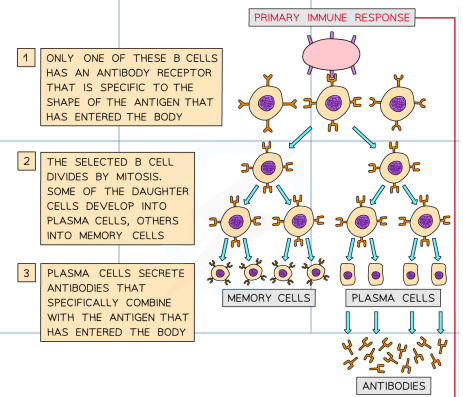 PRIMARY IMMUNE RESPONSE
1
ONLY ONE OF THESE B CELLS
HAS AN ANTIBODY RECEPTOR
THAT IS SPECIFIC TO THE
SHAPE OF THE ANTIGEN THAT
HAS ENTERED THE BODY
2
THE SELECTED B CELL
DIVIDES BY MITOSIS.
SOME OF THE DAUGHTER
CELLS DEVELOP INTO
PLASMA CELLS, OTHERS
INTO MEMORY CELLS
3
PLASMA CELLS SECRETE
ANTIBODIES THAT
SPECIFICALLY COMBINE
WITH THE ANTIGEN THAT
HAS ENTERED THE BODY
MEMORY CELLS
PLASMA CELLS
ANTIBODIES